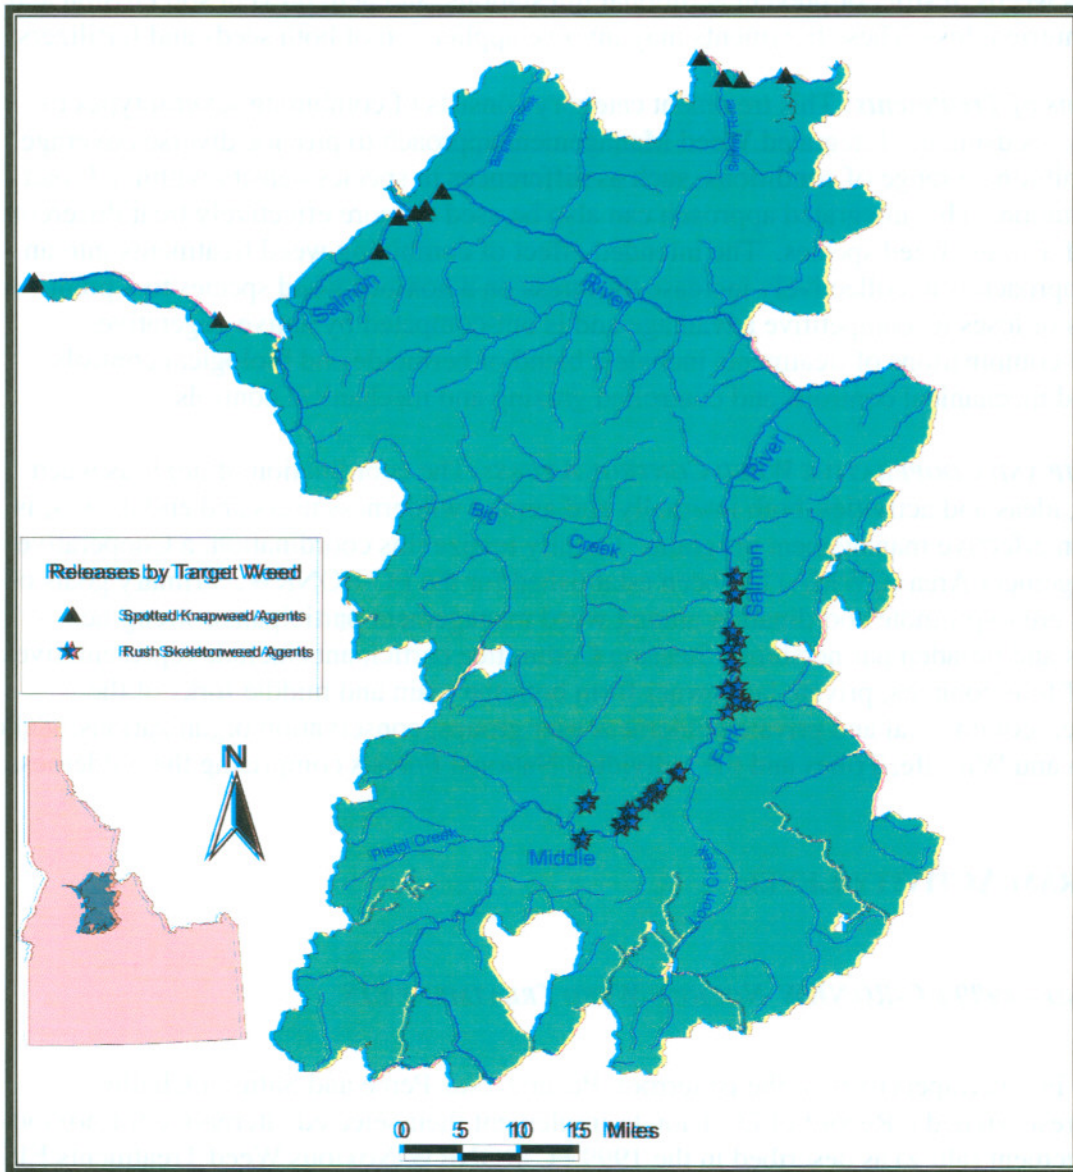 Salmon
River
River
Big
Creek
Salmon
Releases by Target Weed
Spotted Knapweed Agents
Rush Skeletonweed Agents
Fork
N
Pistol Creek
Middle
Loon Creek
0 5 10 15 Miles